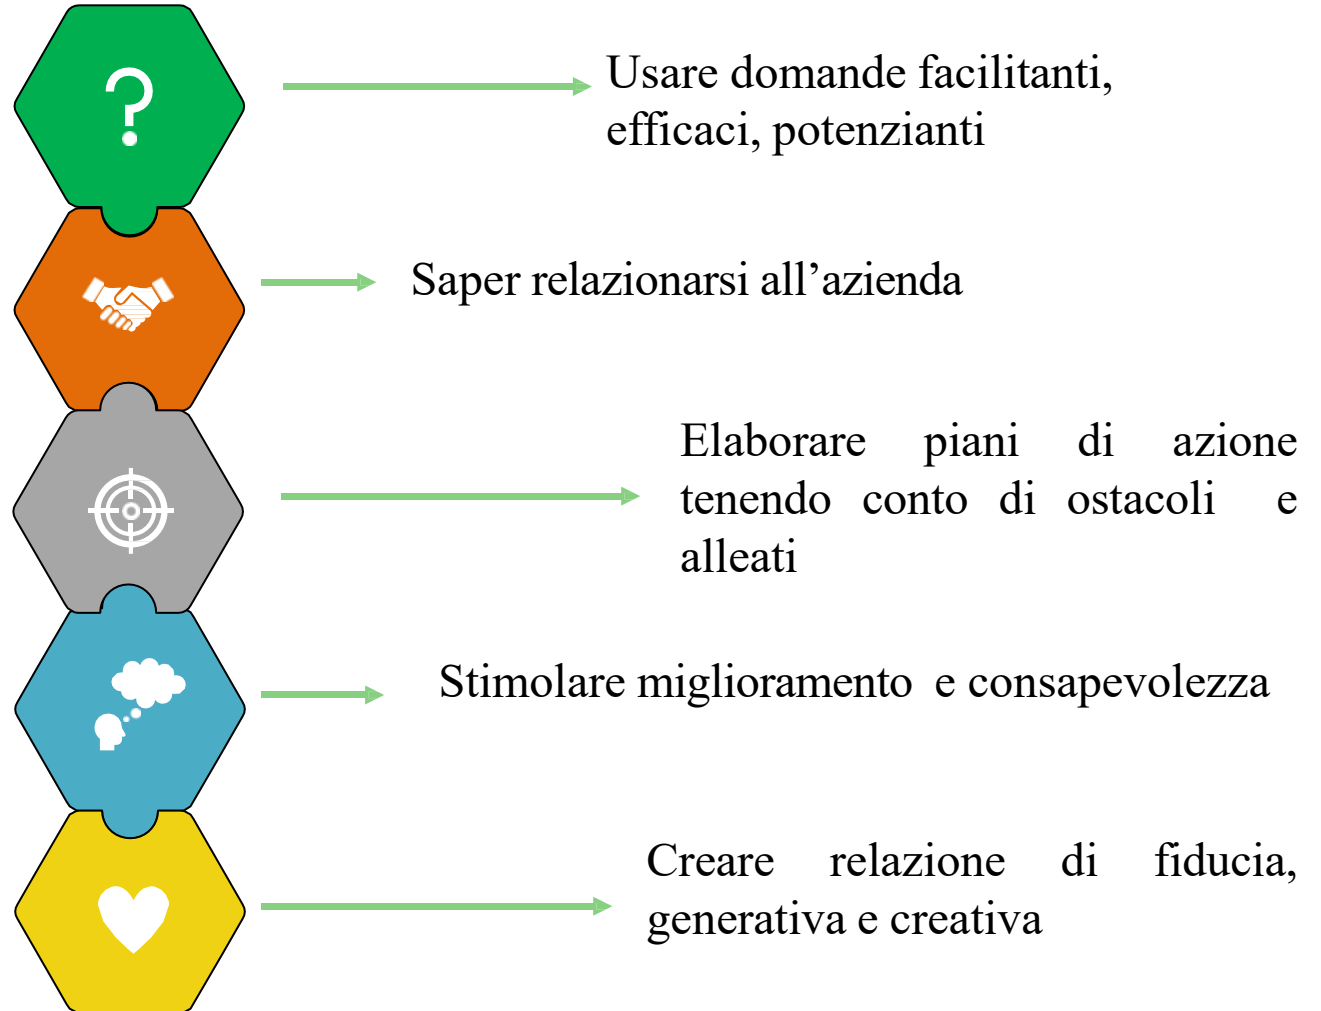 Usare domande facilitanti,
efficaci, potenzianti
Saper relazionarsi all’azienda
Elaborare piani di azione
tenendo conto di ostacoli e
alleati
Stimolare miglioramento e consapevolezza
Creare relazione di fiducia,
generativa e creativa